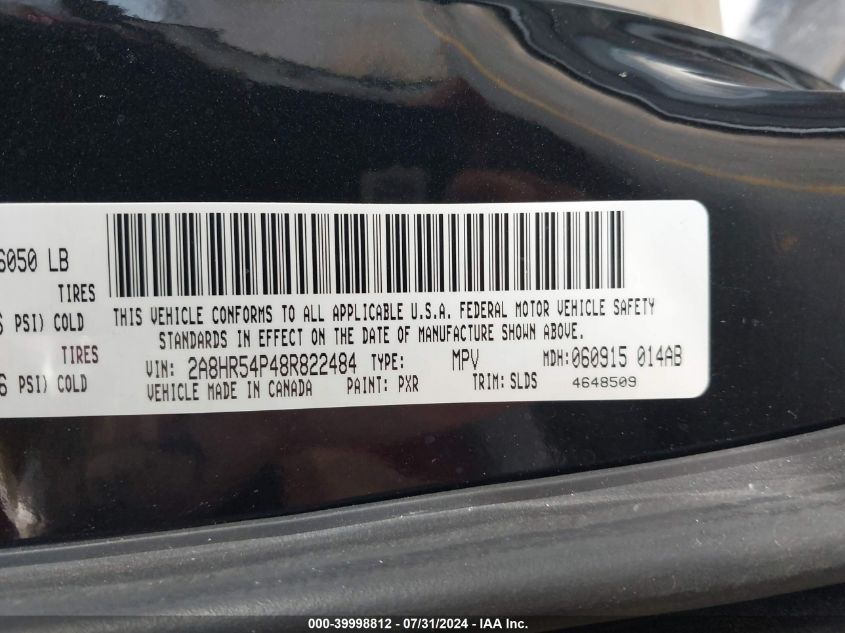 6050 LB
TIRES
PSI) COLD
TIRES
6 PSI) COLD
THIS VEHICLE CONFORMS TO ALL APPLICABLE U.S.A. FEDERAL MOTOR VEHICLE SAFETY
STANDARDS IN EFFECT ON THE DATE OF MANUFACTURE SHOWN ABOVE.
VIN: 2A8HR54P48R822484 TYPE: MPV MDH: 060915 014AB
VEHICLE MADE IN CANADA PAINT: PXR TRIM: SLDS 4648509
000-39998812 - 07/31/2024 - IAA Inc.